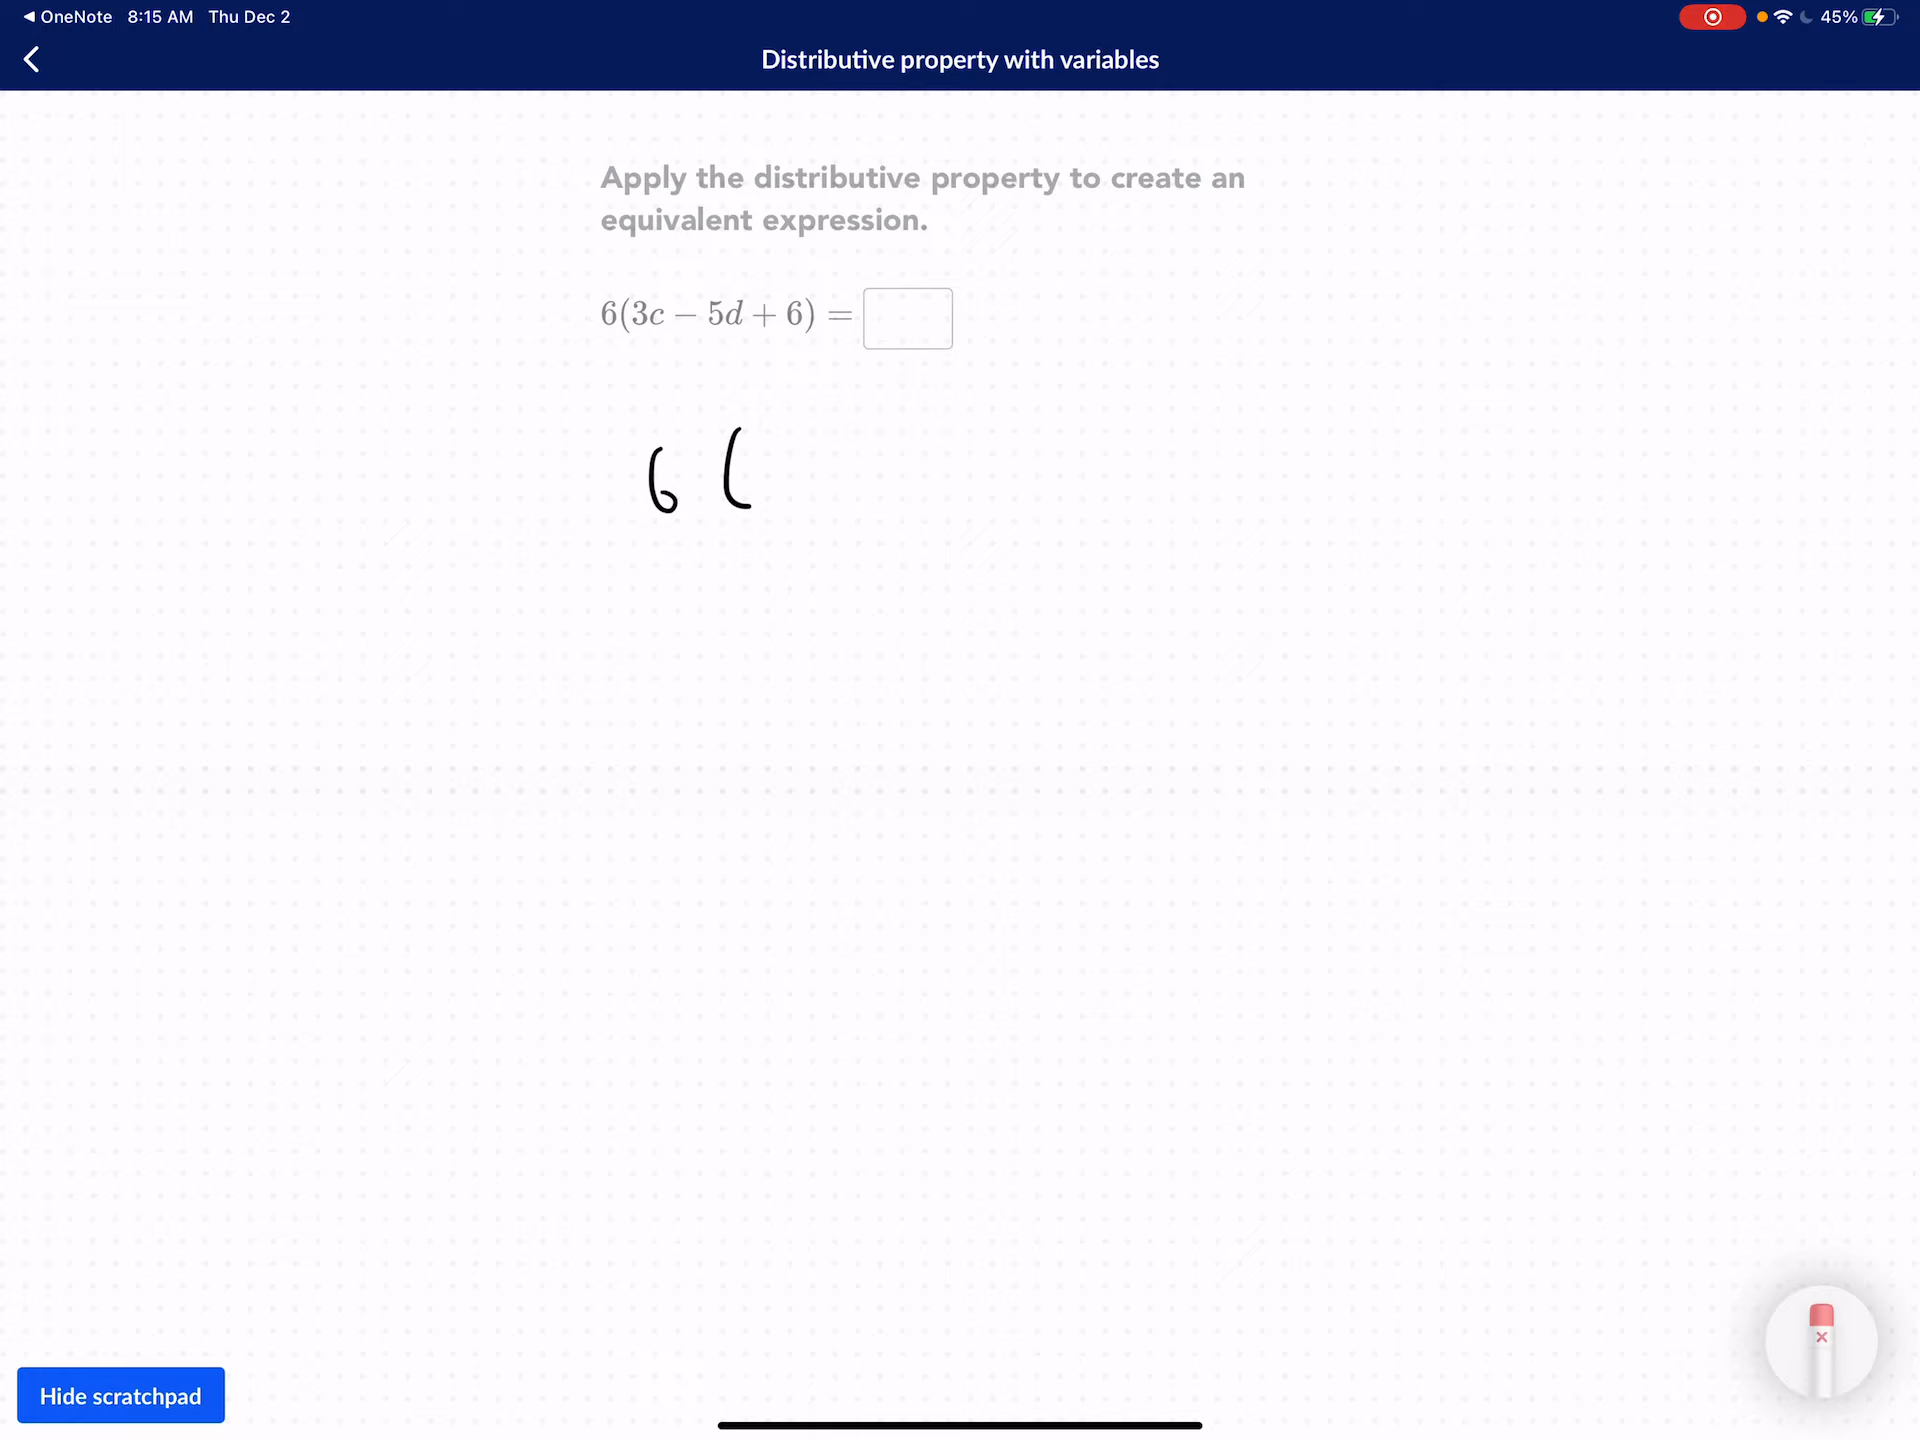 ◀ OneNote 8:15 AM Thu Dec 2 45%
Distributive property with variables
Apply the distributive property to create an
equivalent expression.
6(3c − 5d + 6) =
6 (
Hide scratchpad